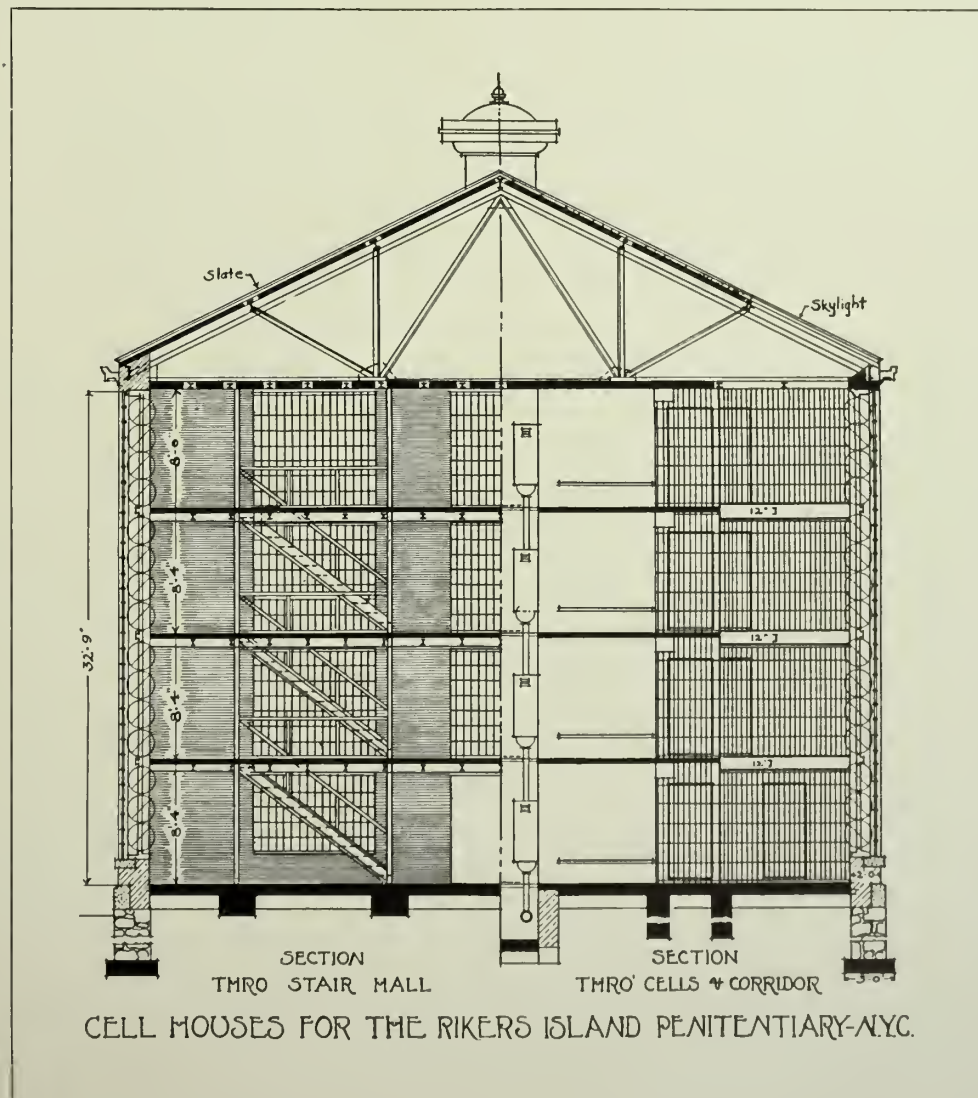 Slate
Skylight
8'-0"
12" I
8'-4"
12" I
32'-9"
8'-4"
12" I
8'-4"
2'-0"
SECTION
THRO STAIR HALL
SECTION
THRO' CELLS & CORRIDOR
3'-0"
CELL HOUSES FOR THE RIKERS ISLAND PENITENTIARY-N.Y.C.